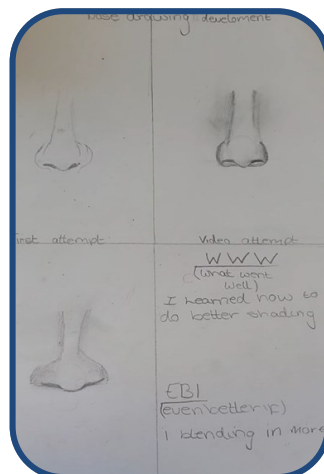 nose drawing development
First attempt
Video attempt
WWW
(what went
well)
I learned how to
do better shading
EBI
(even better if)
I blending in more